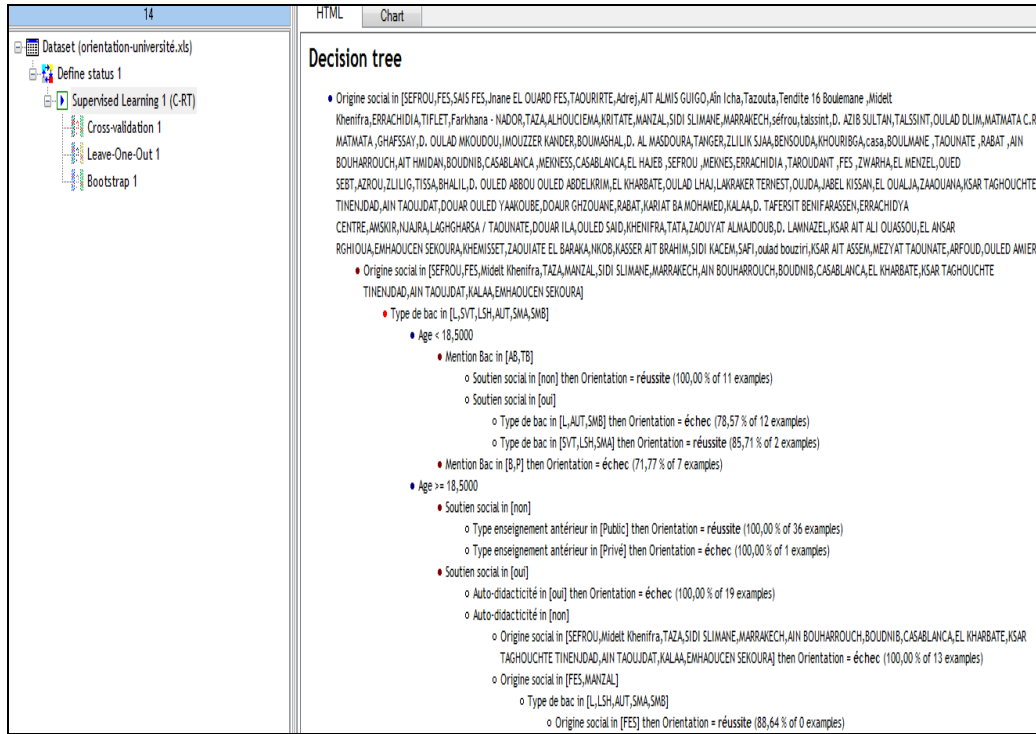 14
HTML Chart
Dataset (orientation-université.xls)
Define status 1
Supervised Learning 1 (C-RT)
Cross-validation 1
Leave-One-Out 1
Bootstrap 1
Decision tree
Origine social in [SEFROU,FES,SAIS FES,Jnane EL OUARD FES,TAOURIRTE,Adrej,AIT ALMIS GUIGO,Aîn Icha,Tazouta,Tendite 16 Boulemane ,Midelt
Khenifra,ERRACHIDIA,TIFLET,Farkhana - NADOR,TAZA,ALHOUCIEMA,KRITATE,MANZAL,SIDI SLIMANE,MARRAKECH,séfrou,talssint,D. AZIB SULTAN,TALSSINT,OULAD DLIM,MATMATA C.R
MATMATA ,GHAFSSAY,D. OULAD MKOUDOU,IMOUZZER KANDER,BOUMASHAL,D. AL MASDOURA,TANGER,ZLILIK SJAA,BENSOUDA,KHOURIBGA,casa,BOULMANE ,TAOUNATE ,RABAT ,AIN
BOUHARROUCH,AIT HMIDAN,BOUDNIB,CASABLANCA ,MEKNESS,CASABLANCA,EL HAJEB ,SEFROU ,MEKNES,ERRACHIDIA ,TAROUDANT ,FES ,ZWARHA,EL MENZEL,OUED
SEBT,AZROU,ZLILIG,TISSA,BHALIL,D. OULED ABBOU OULED ABDELKRIM,EL KHARBATE,OULAD LHAJ,LAKRAKER TERNEST,OUJDA,JABEL KISSAN,EL OUALJA,ZAAOUANA,KSAR TAGHOUCHTE
TINENJDAD,AIN TAOUJDAT,DOUAR OULED YAAKOUBE,DOAUR GHZOUANE,RABAT,KARIAT BA MOHAMED,KALAA,D. TAFERSIT BENIFARASSEN,ERRACHIDYA
CENTRE,AMSKIR,NJAJRA,LAGHGHARSA / TAOUNATE,DOUAR ILA,OULED SAID,KHENIFRA,TATA,ZAOUYAT ALMAJDOUB,D. LAMNAZEL,KSAR AIT ALI OUASSOU,EL ANSAR
RGHIOUA,EMHAOUCEN SEKOURA,KHEMISSET,ZAOUIATE EL BARAKA,NKOB,KASSER AIT BRAHIM,SIDI KACEM,SAFI,oulad bouziri,KSAR AIT ASSEM,MEZYAT TAOUNATE,ARFOUD,OULED AMIER
Origine social in [SEFROU,FES,Midelt Khenifra,TAZA,MANZAL,SIDI SLIMANE,MARRAKECH,AIN BOUHARROUCH,BOUDNIB,CASABLANCA,EL KHARBATE,KSAR TAGHOUCHTE
TINENJDAD,AIN TAOUJDAT,KALAA,EMHAOUCEN SEKOURA]
Type de bac in [L,SVT,LSH,AUT,SMA,SMB]
Age < 18,5000
Mention Bac in [AB,TB]
Soutien social in [non] then Orientation = réussite (100,00 % of 11 examples)
Soutien social in [oui]
Type de bac in [L,AUT,SMB] then Orientation = échec (78,57 % of 12 examples)
Type de bac in [SVT,LSH,SMA] then Orientation = réussite (85,71 % of 2 examples)
Mention Bac in [B,P] then Orientation = échec (71,77 % of 7 examples)
Age >= 18,5000
Soutien social in [non]
Type enseignement antérieur in [Public] then Orientation = réussite (100,00 % of 36 examples)
Type enseignement antérieur in [Privé] then Orientation = échec (100,00 % of 1 examples)
Soutien social in [oui]
Auto-didacticité in [oui] then Orientation = échec (100,00 % of 19 examples)
Auto-didacticité in [non]
Origine social in [SEFROU,Midelt Khenifra,TAZA,SIDI SLIMANE,MARRAKECH,AIN BOUHARROUCH,BOUDNIB,CASABLANCA,EL KHARBATE,KSAR
TAGHOUCHTE TINENJDAD,AIN TAOUJDAT,KALAA,EMHAOUCEN SEKOURA] then Orientation = échec (100,00 % of 13 examples)
Origine social in [FES,MANZAL]
Type de bac in [L,LSH,AUT,SMA,SMB]
Origine social in [FES] then Orientation = réussite (88,64 % of 0 examples)